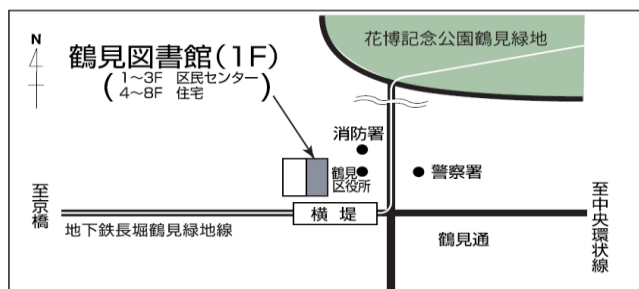 N
花博記念公園鶴見緑地
鶴見図書館(1F)
(1〜3F 区民センター
4〜8F 住宅)
消防署
鶴見
区役所
警察署
至京橋
横堤
至中央環状線
地下鉄長堀鶴見緑地線
鶴見通